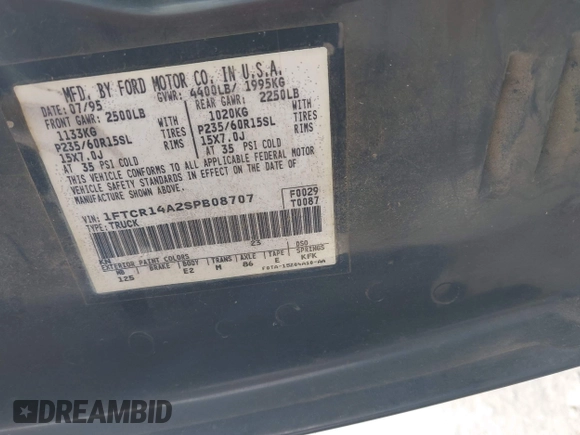 MFD. BY FORD MOTOR CO. IN U.S.A.
DATE: 07/95 GVWR: 4400LB/ 1995KG
FRONT GAWR: 2500LB REAR GAWR: 2250LB
1133KG WITH 1020KG WITH
P235/60R15SL TIRES P235/60R15SL TIRES
15X7.0J RIMS 15X7.0J RIMS
AT 35 PSI COLD AT 35 PSI COLD
THIS VEHICLE CONFORMS TO ALL APPLICABLE FEDERAL MOTOR
VEHICLE SAFETY STANDARDS IN EFFECT ON THE DATE OF
MANUFACTURE SHOWN ABOVE.
VIN: 1FTCR14A2SPB08707 F0029
TYPE: TRUCK T0087
KN 23 DSO
EXTERIOR PAINT COLORS
WB BRAKE BODY TRANS AXLE TAPE SPRINGS
125 E2 M 86 E KFK
DREAMBID